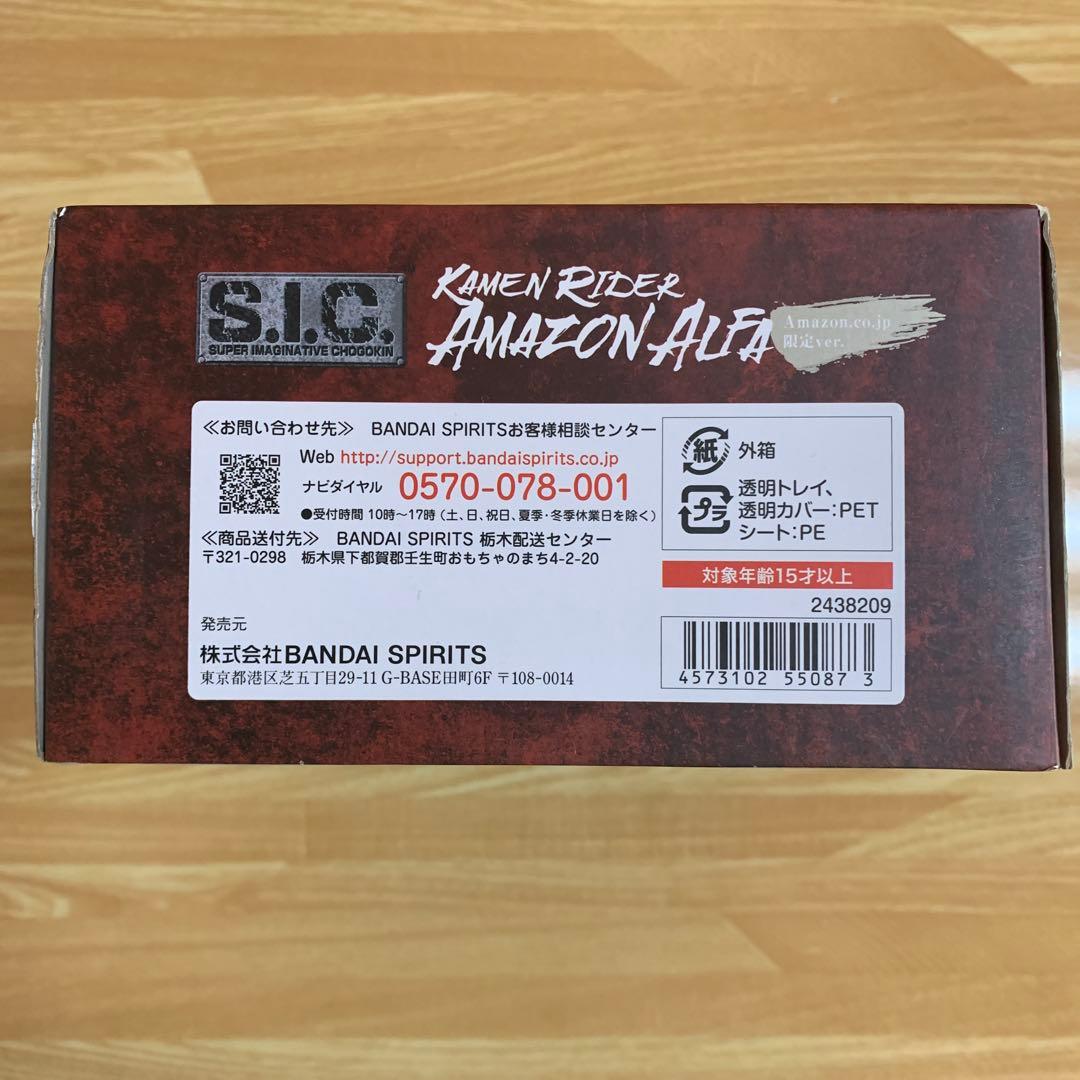 S.I.C.
SUPER IMAGINATIVE CHOGOKIN
KAMEN RIDER
AMAZON ALFA
Amazon.co.jp
限定ver.
≪お問い合わせ先≫ BANDAI SPIRITSお客様相談センター
Web http://support.bandaispirits.co.jp
ナビダイヤル 0570-078-001
●受付時間 10時～17時(土、日、祝日、夏季・冬季休業日を除く)
≪商品送付先≫ BANDAI SPIRITS 栃木配送センター
〒321-0298 栃木県下都賀郡壬生町おもちゃのまち4-2-20
発売元
株式会社BANDAI SPIRITS
東京都港区芝五丁目29-11 G-BASE田町6F 〒108-0014
紙 外箱
プラ 透明トレイ、
透明カバー:PET
シート:PE
対象年齢15才以上
2438209
4573102 55087 3